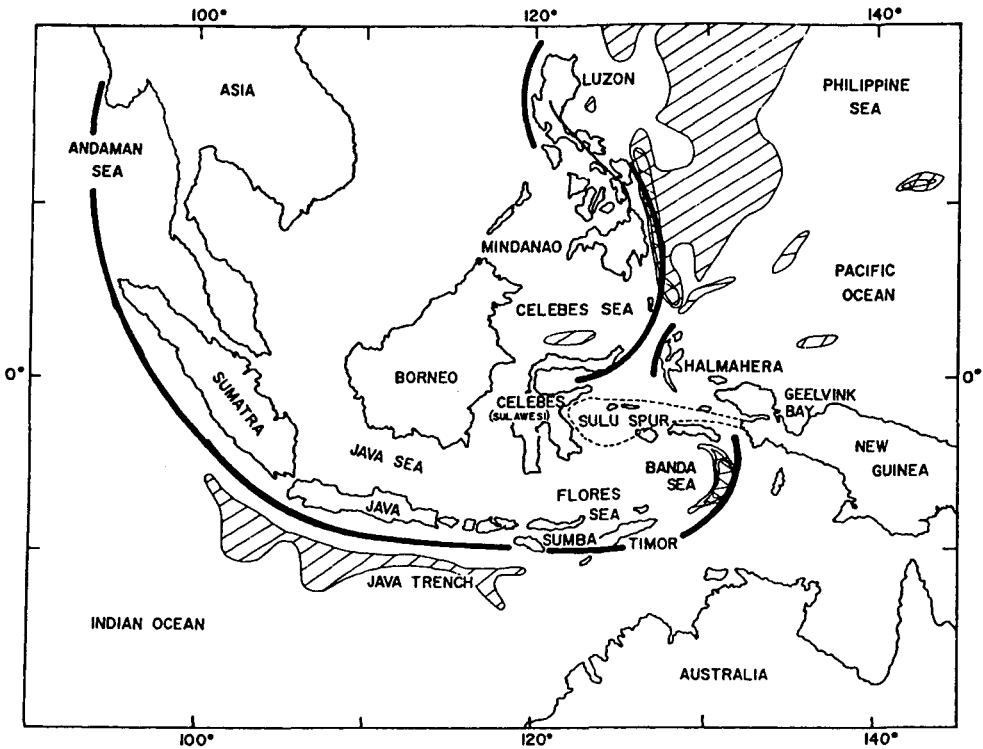 100°
120°
140°
ASIA
LUZON
PHILIPPINE
SEA
ANDAMAN
SEA
MINDANAO
PACIFIC
OCEAN
CELEBES SEA
0°
BORNEO
HALMAHERA
0°
SUMATRA
CELEBES
(SULAWESI)
SULU SPUR
GEELVINK
BAY
JAVA SEA
NEW
GUINEA
BANDA
SEA
JAVA
FLORES
SEA
SUMBA
TIMOR
JAVA TRENCH
INDIAN OCEAN
AUSTRALIA
100°
120°
140°